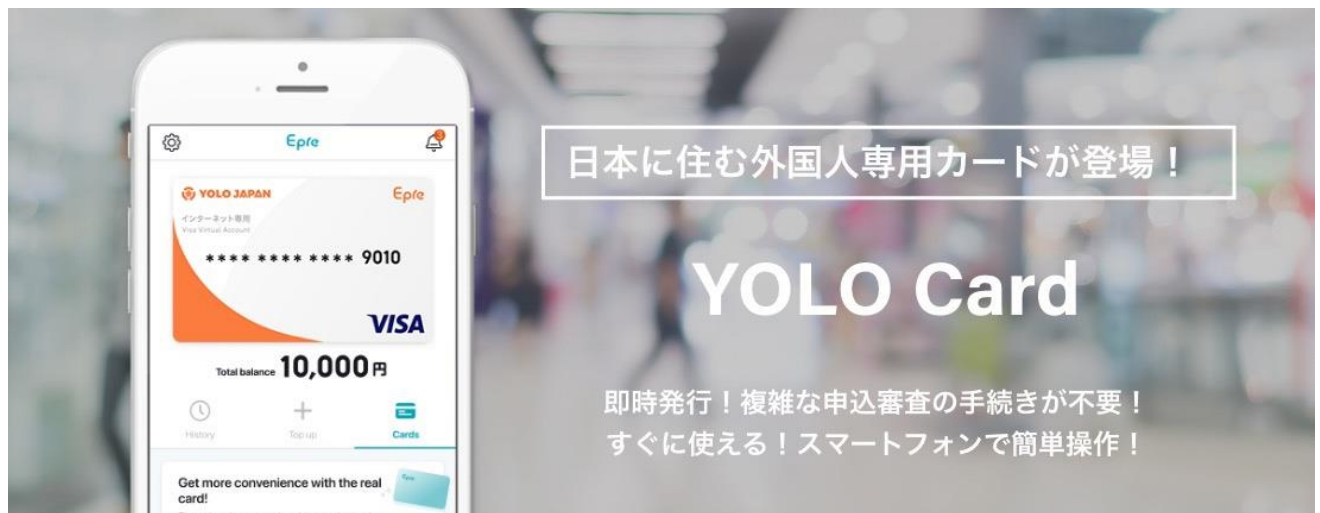 Epre
3
YOLO JAPAN
Epre
インターネット専用
Visa Virtual Account
**** **** **** 9010
VISA
Total balance 10,000円
History
Top up
Cards
Get more convenience with the real
card!
Epre
日本に住む外国人専用カードが登場！
YOLO Card
即時発行！複雑な申込審査の手続きが不要！
すぐに使える！スマートフォンで簡単操作！